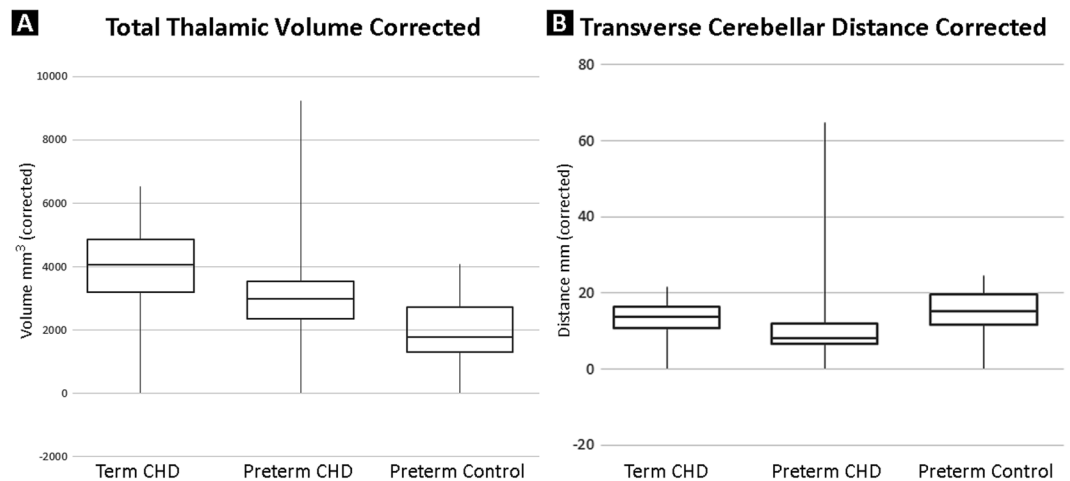 A Total Thalamic Volume Corrected
Volume mm³ (corrected)
10000
8000
6000
4000
2000
0
-2000
Term CHD Preterm CHD Preterm Control
B Transverse Cerebellar Distance Corrected
Distance mm (corrected)
80
60
40
20
0
-20
Term CHD Preterm CHD Preterm Control